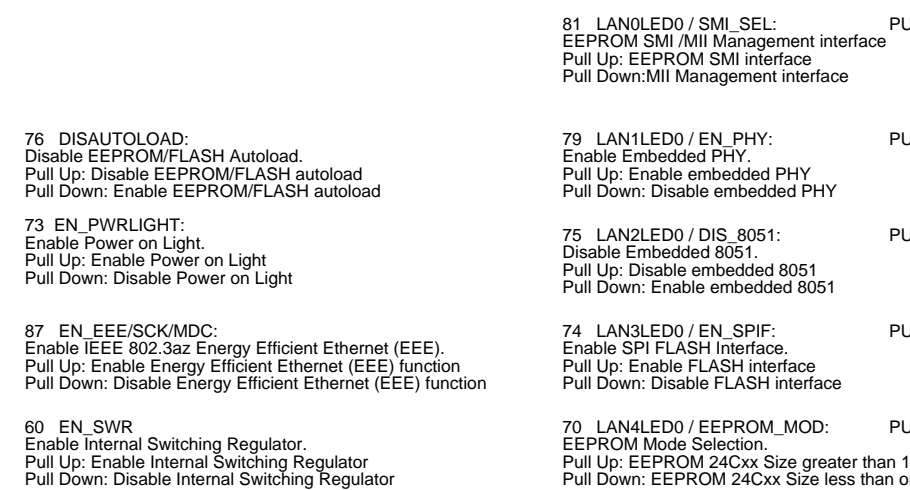 81 LAN0LED0 / SMI_SEL: PU
EEPROM SMI /MII Management interface
Pull Up: EEPROM SMI interface
Pull Down:MII Management interface
76 DISAUTOLOAD:
Disable EEPROM/FLASH Autoload.
Pull Up: Disable EEPROM/FLASH autoload
Pull Down: Enable EEPROM/FLASH autoload
73 EN_PWRLIGHT:
Enable Power on Light.
Pull Up: Enable Power on Light
Pull Down: Disable Power on Light
87 EN_EEE/SCK/MDC:
Enable IEEE 802.3az Energy Efficient Ethernet (EEE).
Pull Up: Enable Energy Efficient Ethernet (EEE) function
Pull Down: Disable Energy Efficient Ethernet (EEE) function
60 EN_SWR
Enable Internal Switching Regulator.
Pull Up: Enable Internal Switching Regulator
Pull Down: Disable Internal Switching Regulator
79 LAN1LED0 / EN_PHY: PU
Enable Embedded PHY.
Pull Up: Enable embedded PHY
Pull Down: Disable embedded PHY
75 LAN2LED0 / DIS_8051: PU
Disable Embedded 8051.
Pull Up: Disable embedded 8051
Pull Down: Enable embedded 8051
74 LAN3LED0 / EN_SPIF: PU
Enable SPI FLASH Interface.
Pull Up: Enable FLASH interface
Pull Down: Disable FLASH interface
70 LAN4LED0 / EEPROM_MOD: PU
EEPROM Mode Selection.
Pull Up: EEPROM 24Cxx Size greater than 1
Pull Down: EEPROM 24Cxx Size less than o